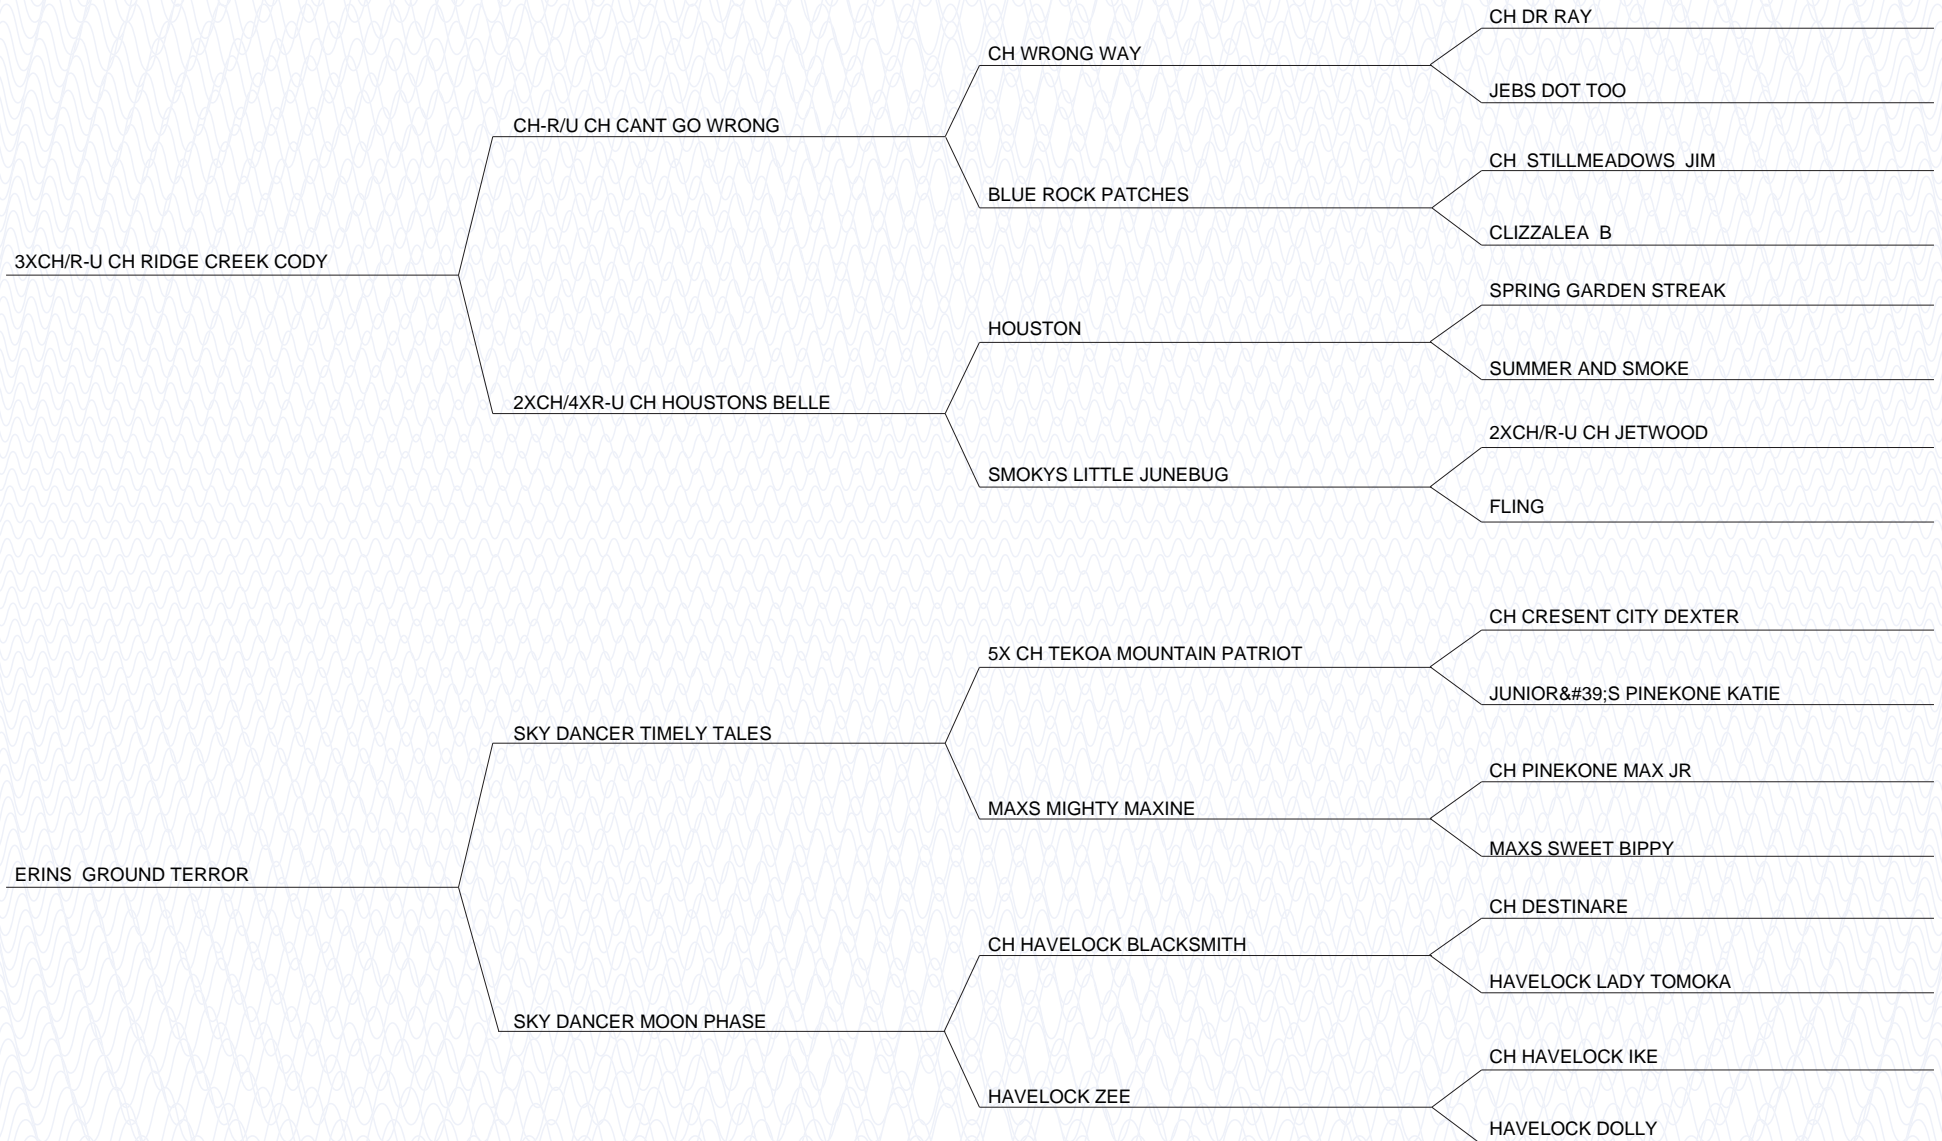 CH DR RAY
CH WRONG WAY
JEBS DOT TOO
CH-R/U CH CANT GO WRONG
CH  STILLMEADOWS  JIM
BLUE ROCK PATCHES
CLIZZALEA  B
3XCH/R-U CH RIDGE CREEK CODY
SPRING GARDEN STREAK
HOUSTON
SUMMER AND SMOKE
2XCH/4XR-U CH HOUSTONS BELLE
2XCH/R-U CH JETWOOD
SMOKYS LITTLE JUNEBUG
FLING
CH CRESENT CITY DEXTER
5X CH TEKOA MOUNTAIN PATRIOT
JUNIOR&#39;S PINEKONE KATIE
SKY DANCER TIMELY TALES
CH PINEKONE MAX JR
MAXS MIGHTY MAXINE
MAXS SWEET BIPPY
ERINS  GROUND TERROR
CH DESTINARE
CH HAVELOCK BLACKSMITH
HAVELOCK LADY TOMOKA
SKY DANCER MOON PHASE
CH HAVELOCK IKE
HAVELOCK ZEE
HAVELOCK DOLLY